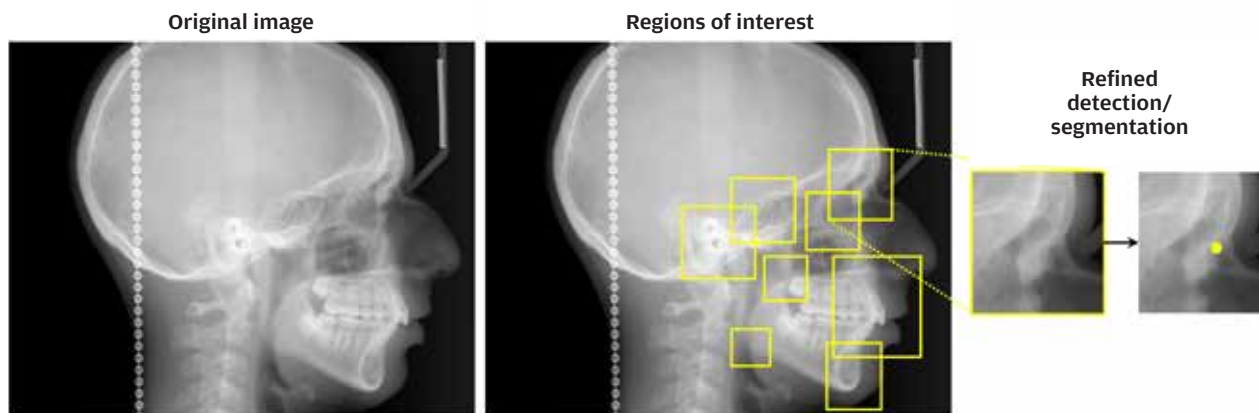 Original image
Regions of interest
Refined
detection/
segmentation